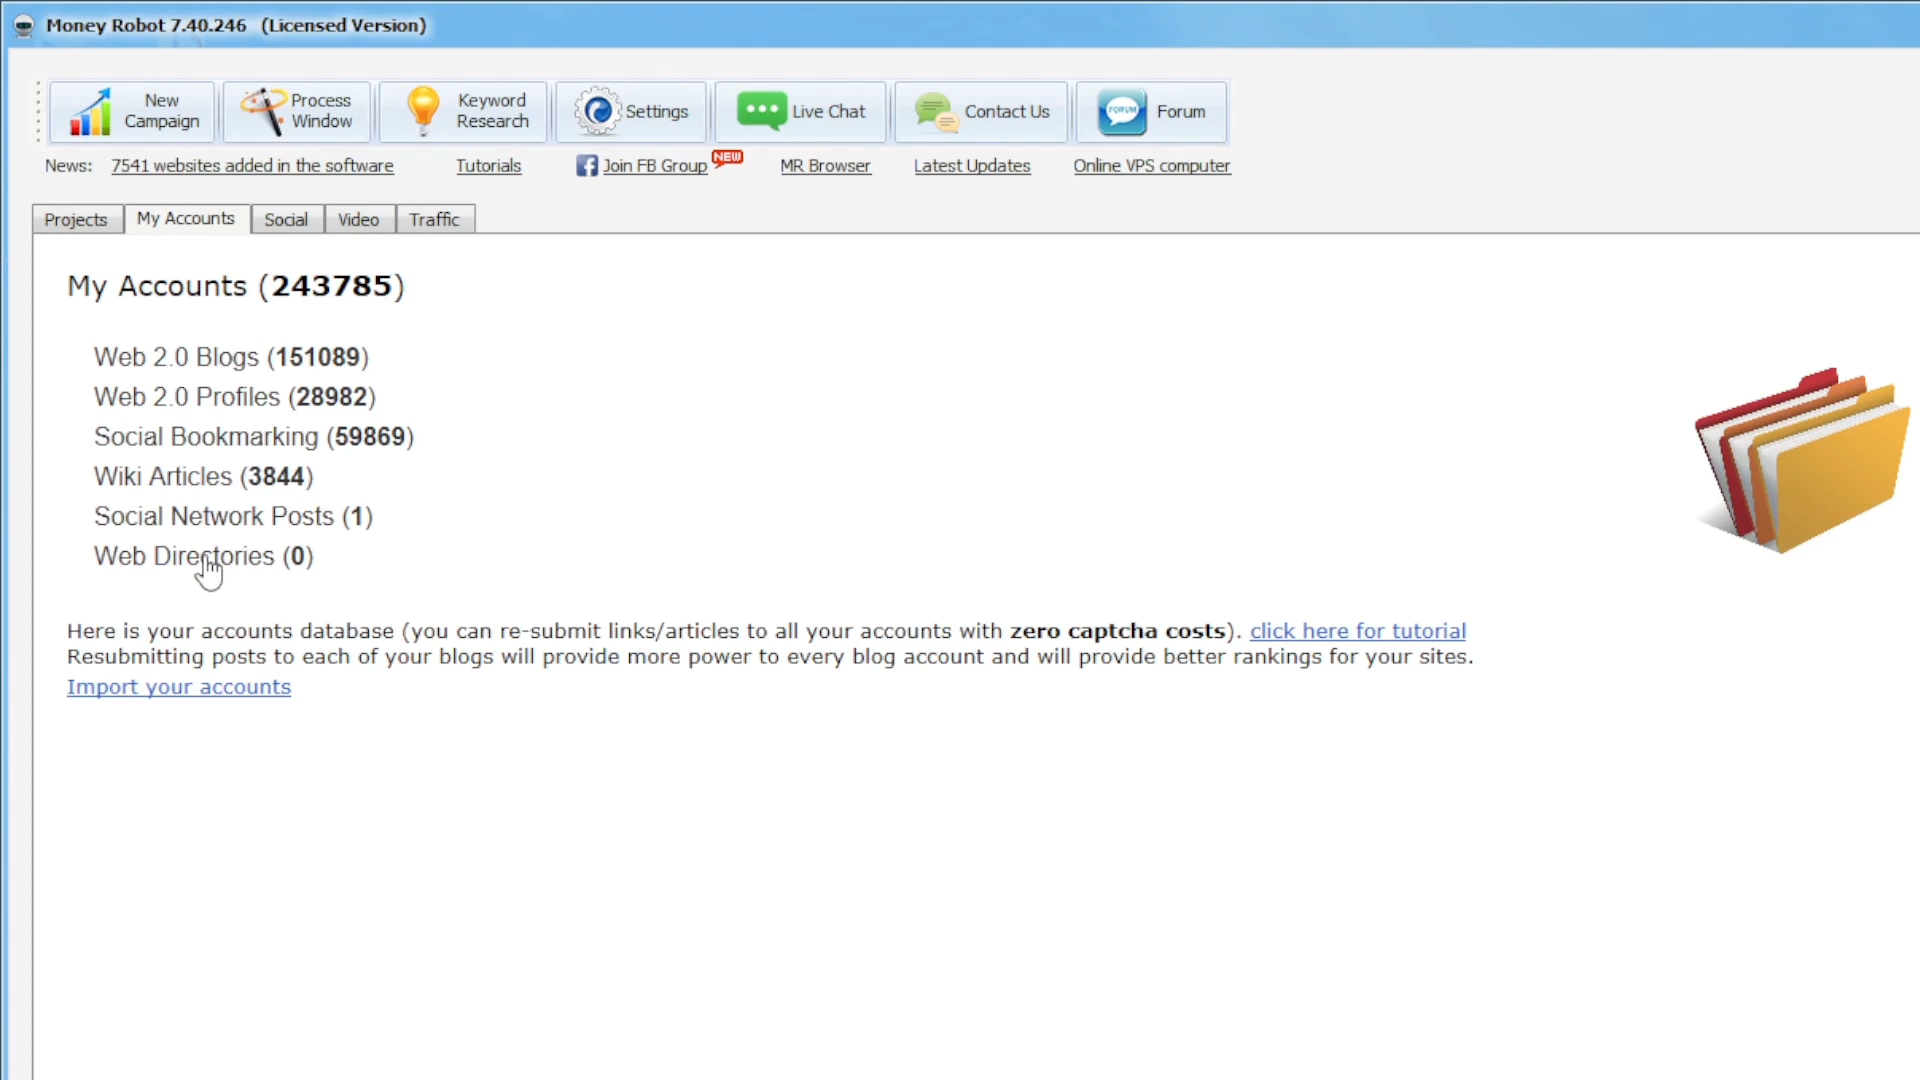 Money Robot 7.40.246 (Licensed Version)
New Campaign
Process Window
Keyword Research
Settings
Live Chat
Contact Us
FORUM
Forum
News: 7541 websites added in the software Tutorials Join FB Group NEW MR Browser Latest Updates Online VPS computer
Projects My Accounts Social Video Traffic
My Accounts (243785)
Web 2.0 Blogs (151089)
Web 2.0 Profiles (28982)
Social Bookmarking (59869)
Wiki Articles (3844)
Social Network Posts (1)
Web Directories (0)
Here is your accounts database (you can re-submit links/articles to all your accounts with zero captcha costs). click here for tutorial
Resubmitting posts to each of your blogs will provide more power to every blog account and will provide better rankings for your sites.
Import your accounts